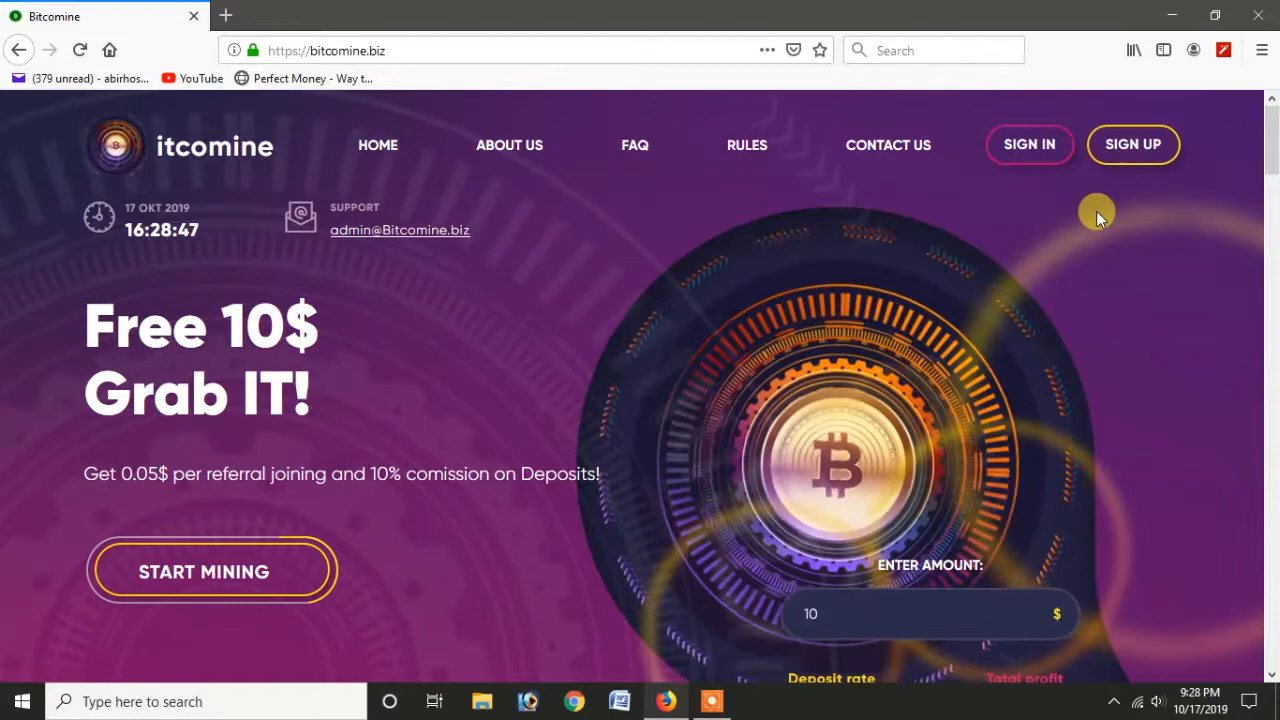 Bitcomine
https://bitcomine.biz
Search
(379 unread) - abirhos...
YouTube
Perfect Money - Way t...
itcomine
HOME
ABOUT US
FAQ
RULES
CONTACT US
SIGN IN
SIGN UP
17 OKT 2019
16:28:47
SUPPORT
admin@Bitcomine.biz
Free 10$
Grab IT!
Get 0.05$ per referral joining and 10% comission on Deposits!
START MINING
ENTER AMOUNT:
10 $
Deposit rate
Total profit
Type here to search
9:28 PM
10/17/2019